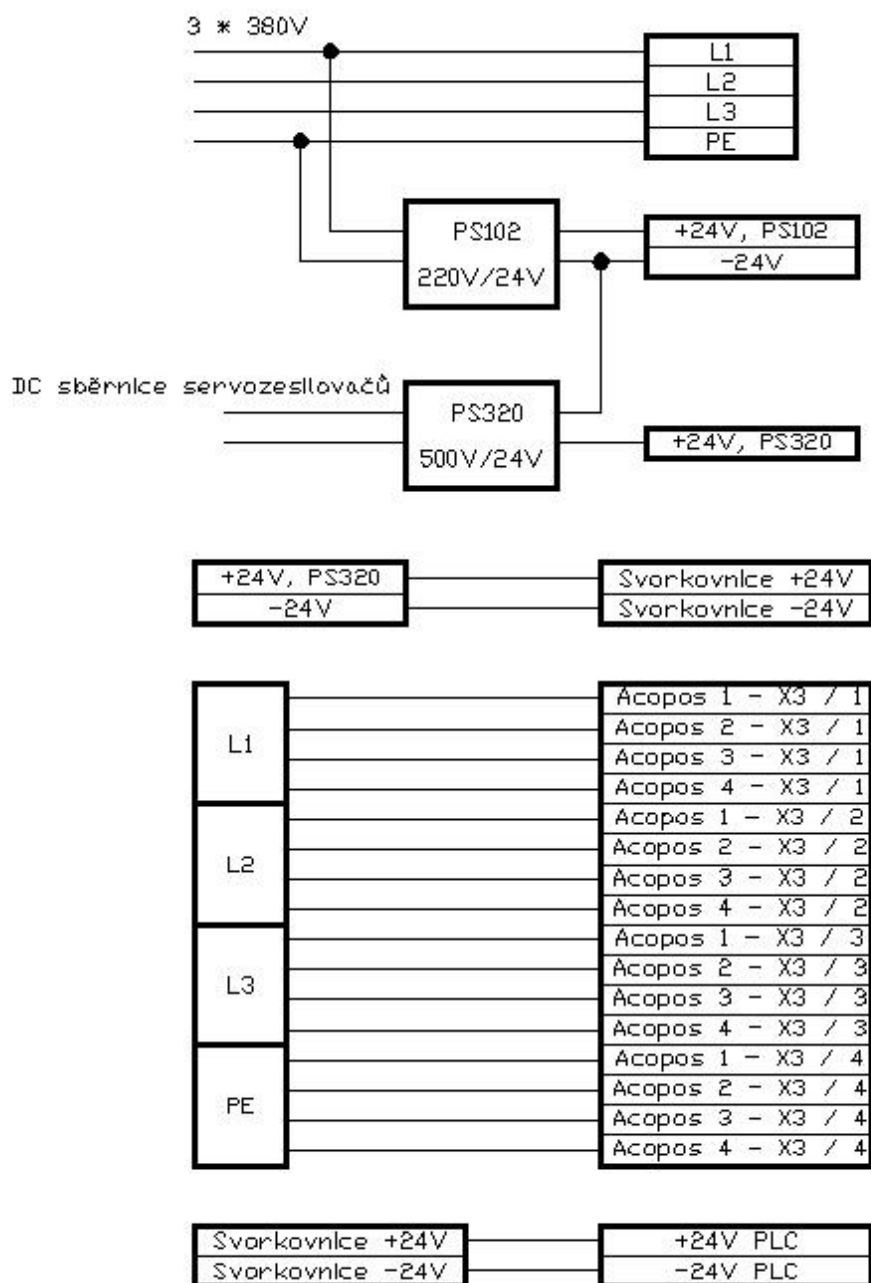 3 * 380V
L1
L2
L3
PE
PS102
220V/24V
+24V, PS102
-24V
DC sběrnice servozesilovačů
PS320
500V/24V
+24V, PS320
+24V, PS320
-24V
Svorkovnice +24V
Svorkovnice -24V
L1
L2
L3
PE
Acopos 1 - X3 / 1
Acopos 2 - X3 / 1
Acopos 3 - X3 / 1
Acopos 4 - X3 / 1
Acopos 1 - X3 / 2
Acopos 2 - X3 / 2
Acopos 3 - X3 / 2
Acopos 4 - X3 / 2
Acopos 1 - X3 / 3
Acopos 2 - X3 / 3
Acopos 3 - X3 / 3
Acopos 4 - X3 / 3
Acopos 1 - X3 / 4
Acopos 2 - X3 / 4
Acopos 3 - X3 / 4
Acopos 4 - X3 / 4
Svorkovnice +24V
Svorkovnice -24V
+24V PLC
-24V PLC